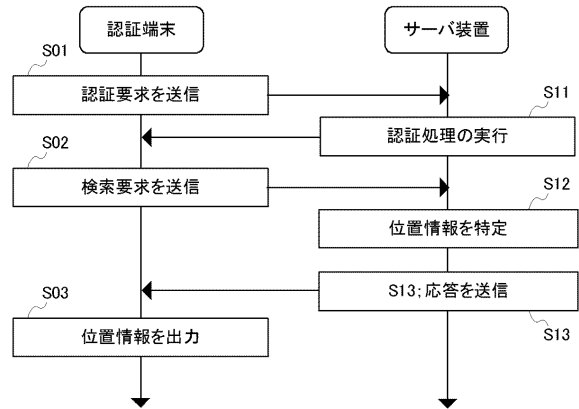 認証端末
サーバ装置
S01
認証要求を送信
S11
認証処理の実行
S02
検索要求を送信
S12
位置情報を特定
S13;応答を送信
S13
S03
位置情報を出力